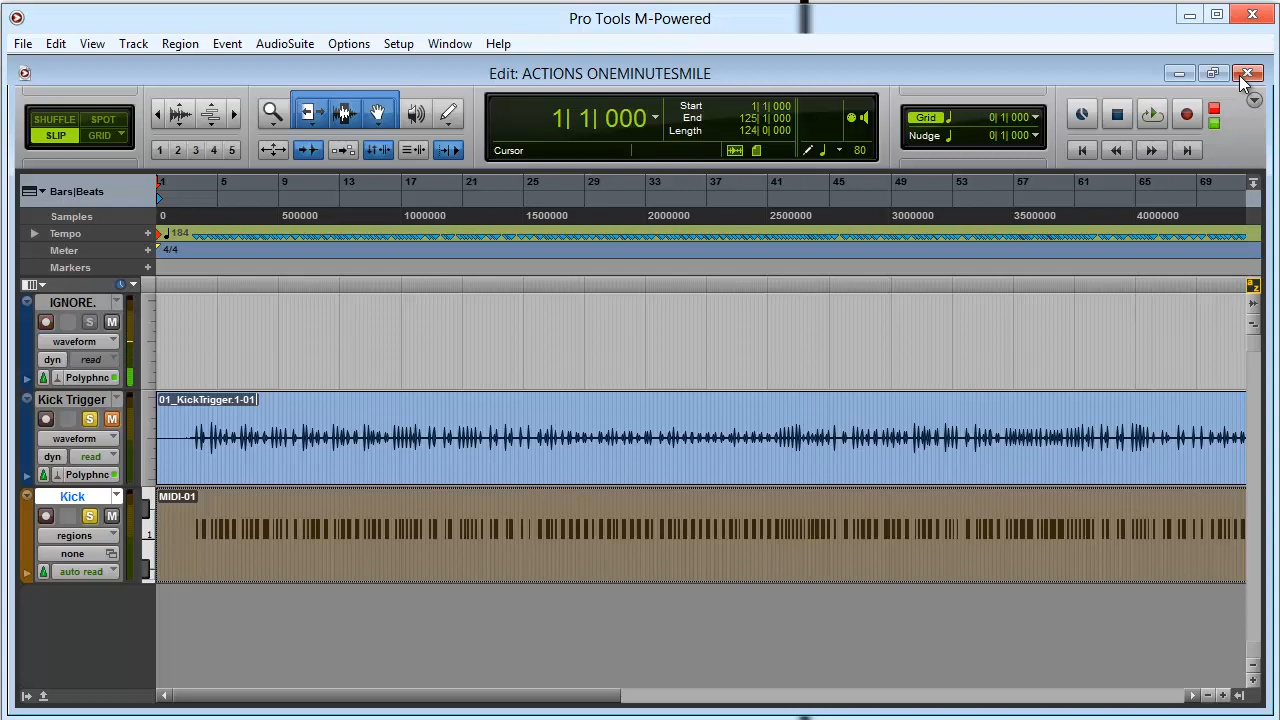 Pro Tools M-Powered
File Edit View Track Region Event AudioSuite Options Setup Window Help
Edit: ACTIONS ONEMINUTESMILE
SHUFFLE SPOT
SLIP GRID
1 2 3 4 5
1| 1| 000
Start 1| 1| 000
End 125| 1| 000
Length 124| 0| 000
Cursor
80
Grid 0| 1| 000
Nudge 0| 1| 000
Bars|Beats
1 5 9 13 17 21 25 29 33 37 41 45 49 53 57 61 65 69
Samples
0 500000 1000000 1500000 2000000 2500000 3000000 3500000 4000000
Tempo
184
Meter
4/4
Markers
a z
IGNORE.
S M
waveform
dyn read
Polyphnc
Kick Trigger
S M
waveform
dyn read
Polyphnc
01_KickTrigger.1-01
Kick
S M
regions
none
auto read
MIDI-01
1